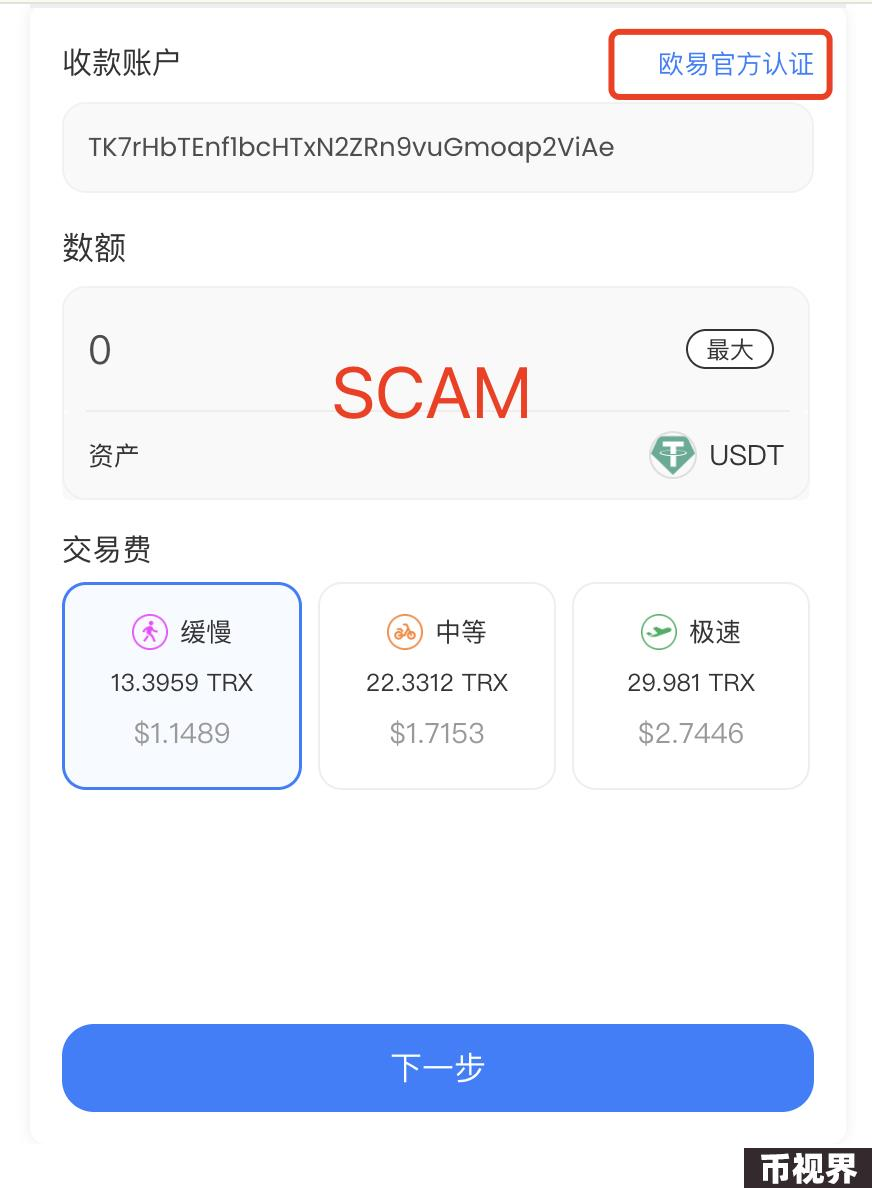 收款账户
欧易官方认证
TK7rHbTEnf1bcHTxN2ZRn9vuGmoap2ViAe
数额
0
最大
SCAM
资产
USDT
交易费
缓慢
13.3959 TRX
$1.1489
中等
22.3312 TRX
$1.7153
极速
29.981 TRX
$2.7446
下一步
币视界